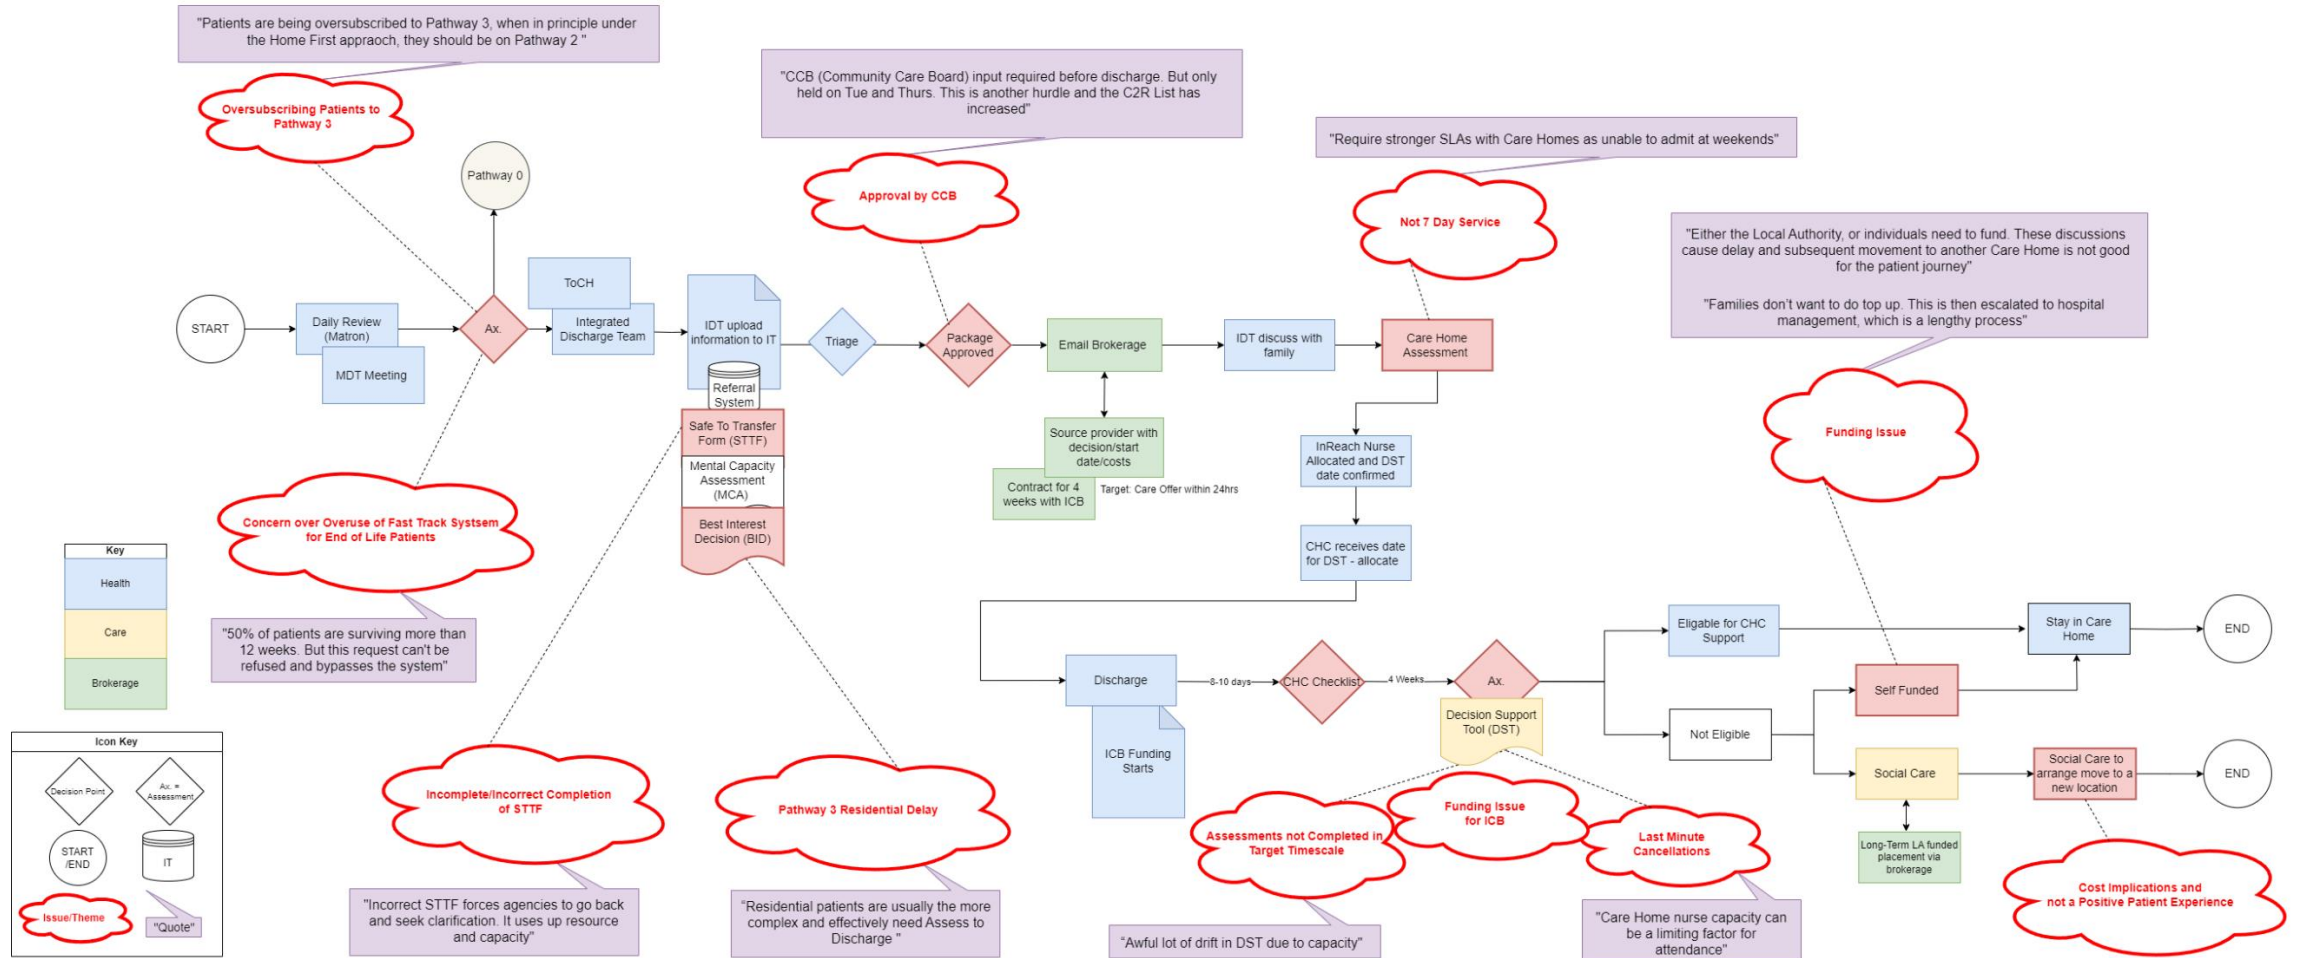 "Patients are being oversubscribed to Pathway 3, when in principle under
the Home First appraoch, they should be on Pathway 2 "
Oversubscribing Patients to
Pathway 3
"CCB (Community Care Board) input required before discharge. But only
held on Tue and Thurs. This is another hurdle and the C2R List has
increased"
Approval by CCB
"Require stronger SLAs with Care Homes as unable to admit at weekends"
Not 7 Day Service
"Either the Local Authority, or individuals need to fund. These discussions
cause delay and subsequent movement to another Care Home is not good
for the patient journey"
"Families don't want to do top up. This is then escalated to hospital
management, which is a lengthy process"
Funding Issue
Pathway 0
START
Daily Review
(Matron)
MDT Meeting
Ax.
ToCH
Integrated
Discharge Team
IDT upload
information to IT
Referral
System
Safe To Transfer
Form (STTF)
Mental Capacity
Assessment
(MCA)
Best Interest
Decision (BID)
Triage
Package
Approved
Email Brokerage
Source provider with
decision/start
date/costs
Contract for 4
weeks with ICB
Target: Care Offer within 24hrs
IDT discuss with
family
Care Home
Assessment
InReach Nurse
Allocated and DST
date confirmed
CHC receives date
for DST - allocate
Concern over Overuse of Fast Track Systsem
for End of Life Patients
"50% of patients are surviving more than
12 weeks. But this request can't be
refused and bypasses the system"
Key
Health
Care
Brokerage
Icon Key
Decision Point
Ax. =
Assessment
START
/END
IT
Issue/Theme
"Quote"
Incomplete/Incorrect Completion
of STTF
"Incorrect STTF forces agencies to go back
and seek clarification. It uses up resource
and capacity"
Pathway 3 Residential Delay
"Residential patients are usually the more
complex and effectively need Assess to
Discharge "
Discharge
ICB Funding
Starts
8-10 days
CHC Checklist
4 Weeks
Ax.
Decision Support
Tool (DST)
Assessments not Completed in
Target Timescale
"Awful lot of drift in DST due to capacity"
Funding Issue
for ICB
Last Minute
Cancellations
"Care Home nurse capacity can
be a limiting factor for
attendance"
Eligable for CHC
Support
Stay in Care
Home
END
Not Eligible
Self Funded
Social Care
Long-Term LA funded
placement via
brokerage
Social Care to
arrange move to a
new location
END
Cost Implications and
not a Positive Patient Experience